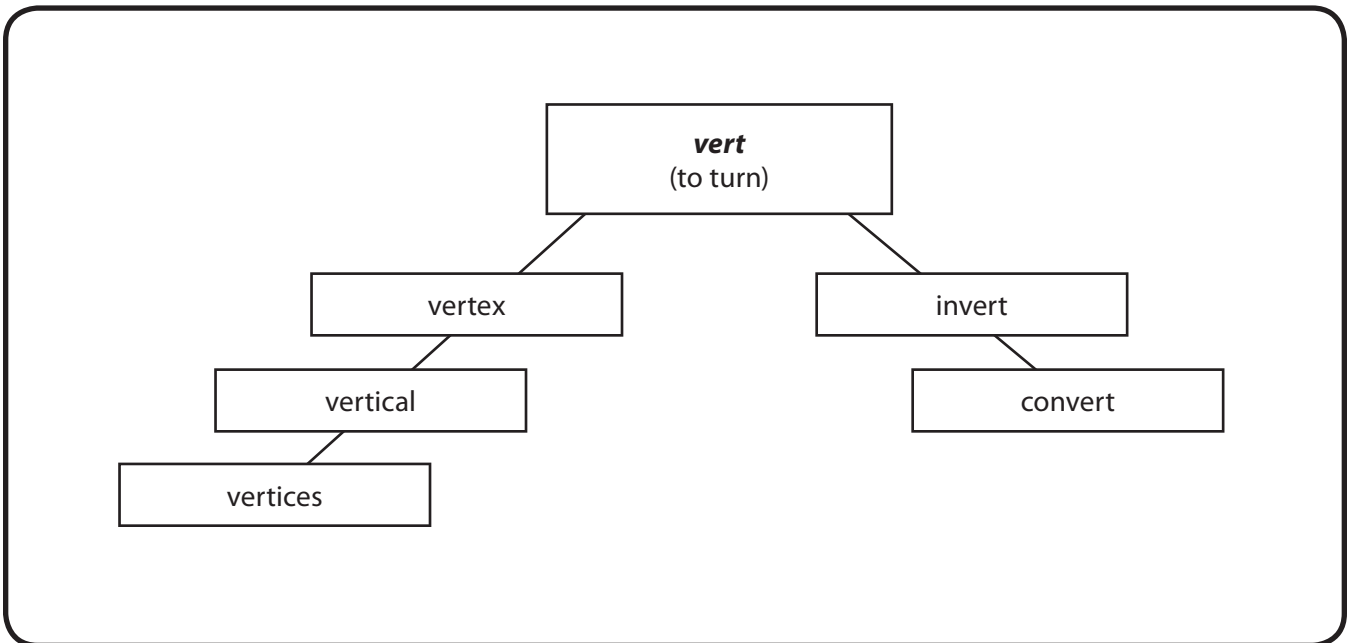 vert
(to turn)
vertex
invert
vertical
convert
vertices